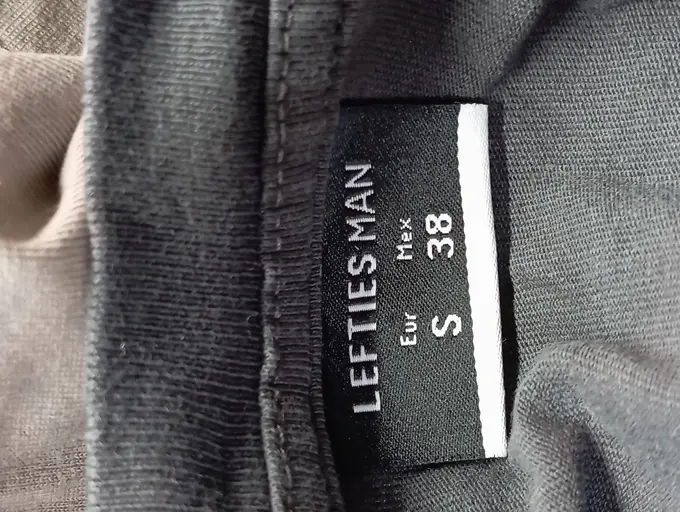 LEFTIES MAN
Eur Mex
S 38